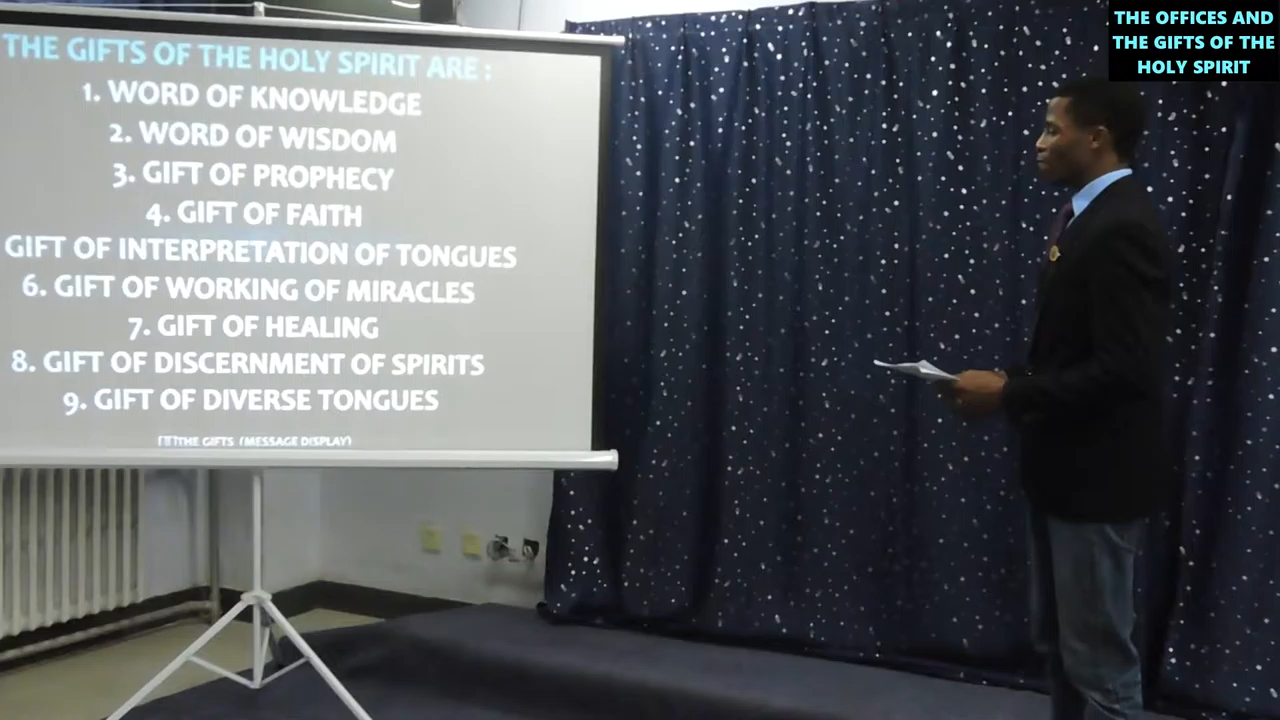 THE GIFTS OF THE HOLY SPIRIT ARE :
1. WORD OF KNOWLEDGE
2. WORD OF WISDOM
3. GIFT OF PROPHECY
4. GIFT OF FAITH
GIFT OF INTERPRETATION OF TONGUES
6. GIFT OF WORKING OF MIRACLES
7. GIFT OF HEALING
8. GIFT OF DISCERNMENT OF SPIRITS
9. GIFT OF DIVERSE TONGUES
THE GIFTS (MESSAGE DISPLAY)
THE OFFICES AND
THE GIFTS OF THE
HOLY SPIRIT